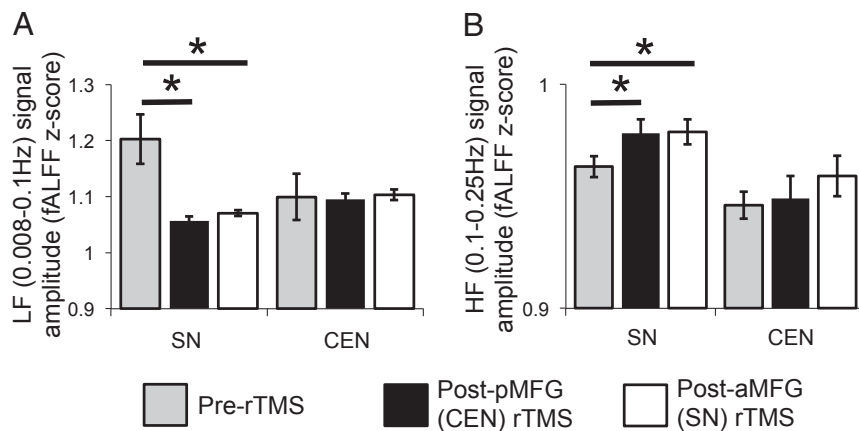 A
LF (0.008-0.1Hz) signal
amplitude (fALFF z-score)
1.3
1.2
1.1
1
0.9
*
*
SN
CEN
B
HF (0.1-0.25Hz) signal
amplitude (fALFF z-score)
1
0.9
*
*
SN
CEN
Pre-rTMS
Post-pMFG
(CEN) rTMS
Post-aMFG
(SN) rTMS